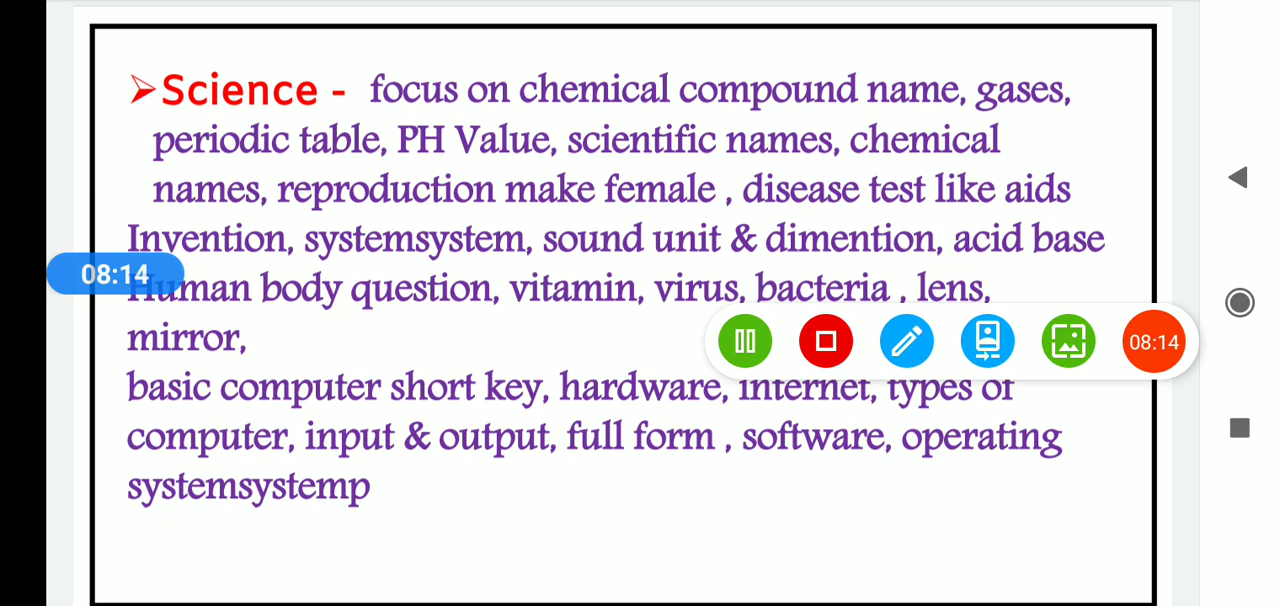 ➢Science - focus on chemical compound name, gases,
periodic table, PH Value, scientific names, chemical
names, reproduction make female , disease test like aids
Invention, systemsystem, sound unit & dimention, acid base
08:14
Human body question, vitamin, virus, bacteria , lens,
mirror,
08:14
basic computer short key, hardware, internet, types of
computer, input & output, full form , software, operating
systemsystemp